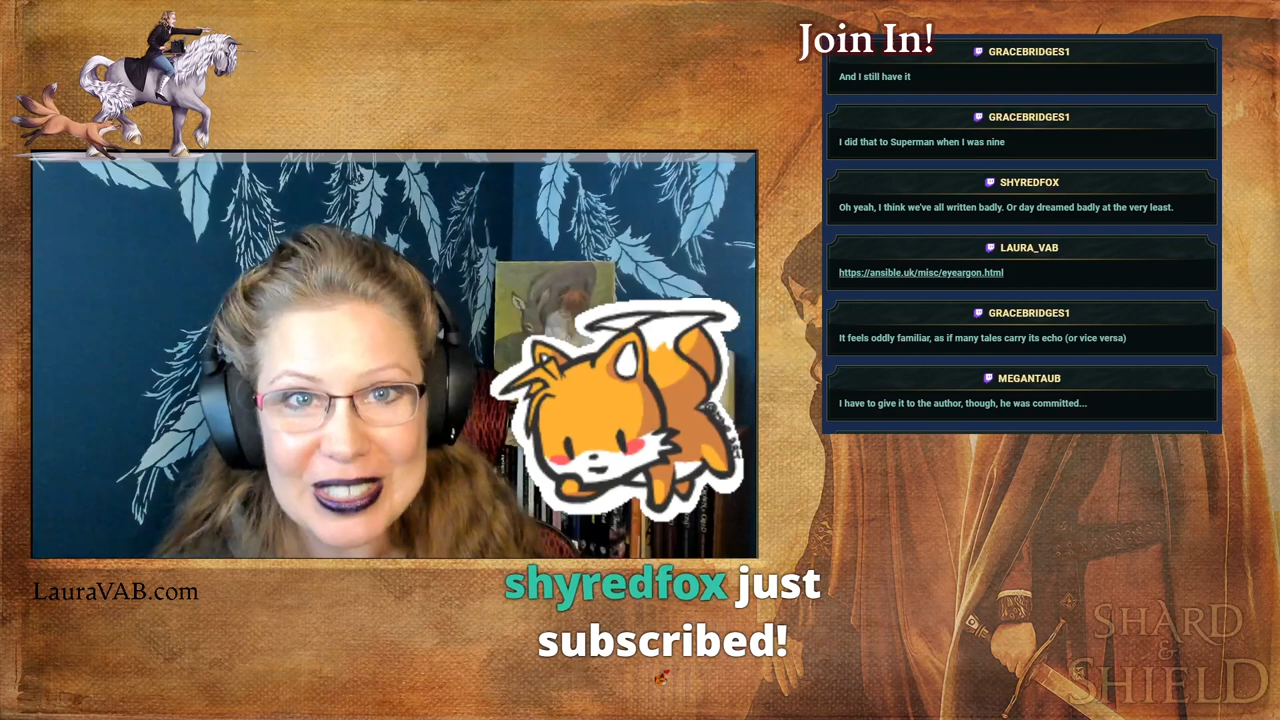 Join In!
GRACEBRIDGES1
And I still have it
GRACEBRIDGES1
I did that to Superman when I was nine
SHYREDFOX
Oh yeah, I think we've all written badly. Or day dreamed badly at the very least.
LAURA_VAB
https://ansible.uk/misc/eyeargon.html
GRACEBRIDGES1
It feels oddly familiar, as if many tales carry its echo (or vice versa)
MEGANTAUB
I have to give it to the author, though, he was committed...
LauraVAB.com
shyredfox just
subscribed!
SHARD
&
SHIELD